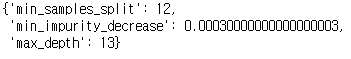 {'min_samples_split': 12,
'min_impurity_decrease': 0.00030000000000000003,
'max_depth': 13}